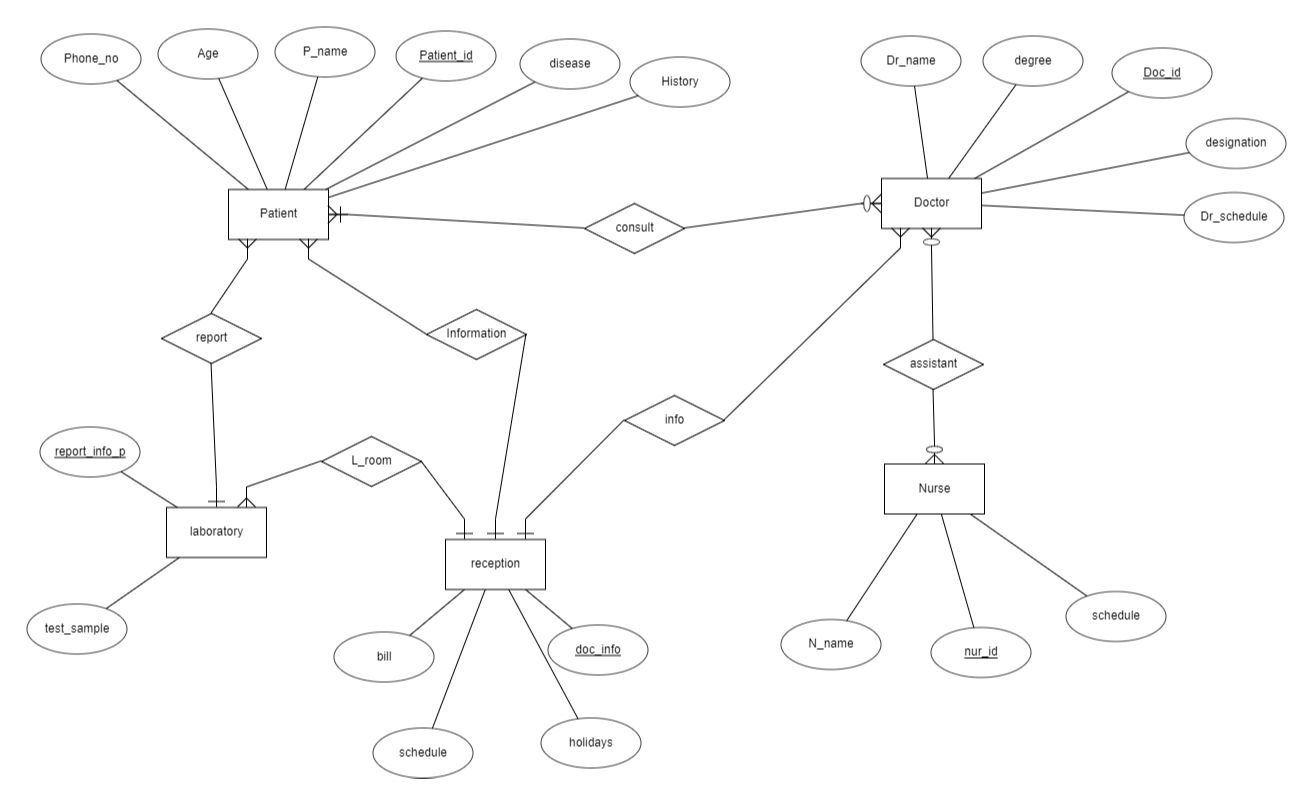 Phone_no
Age
P_name
Patient_id
disease
History
Dr_name
degree
Doc_id
designation
Dr_schedule
Patient
consult
Doctor
report
Information
assistant
info
report_info_p
L_room
Nurse
laboratory
reception
test_sample
bill
doc_info
schedule
holidays
N_name
nur_id
schedule